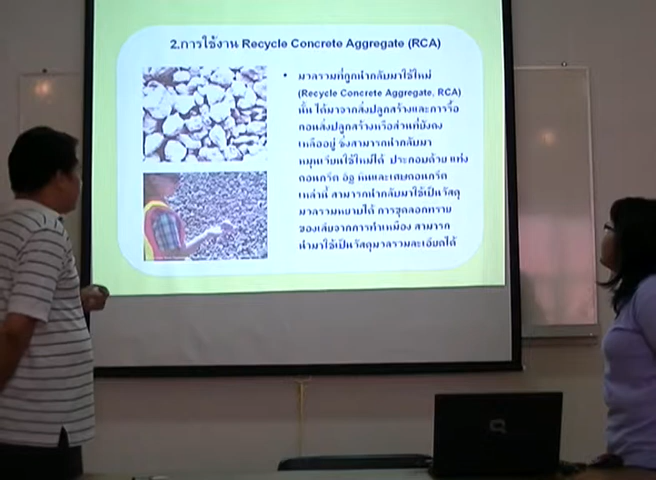 2.การใช้งาน Recycle Concrete Aggregate (RCA)
• มวลรวมที่ถูกนำกลับมาใช้ใหม่
(Recycle Concrete Aggregate, RCA)
นั้น ได้มาจากสิ่งปลูกสร้างและการรื้อ
ถอนสิ่งปลูกสร้างหรือส่วนที่ยังคง
เหลืออยู่ ซึ่งสามารถนำกลับมา
หมุนเวียนใช้ใหม่ได้ ประกอบด้วย แท่ง
คอนกรีต อิฐ หินและเศษคอนกรีต
เหล่านี้ สามารถนำกลับมาใช้เป็นวัสดุ
มวลรวมหยาบได้ การขุดลอกทราย
ของเสียจากการทำเหมือง สามารถ
นำมาใช้เป็นวัสดุมวลรวมละเอียดได้